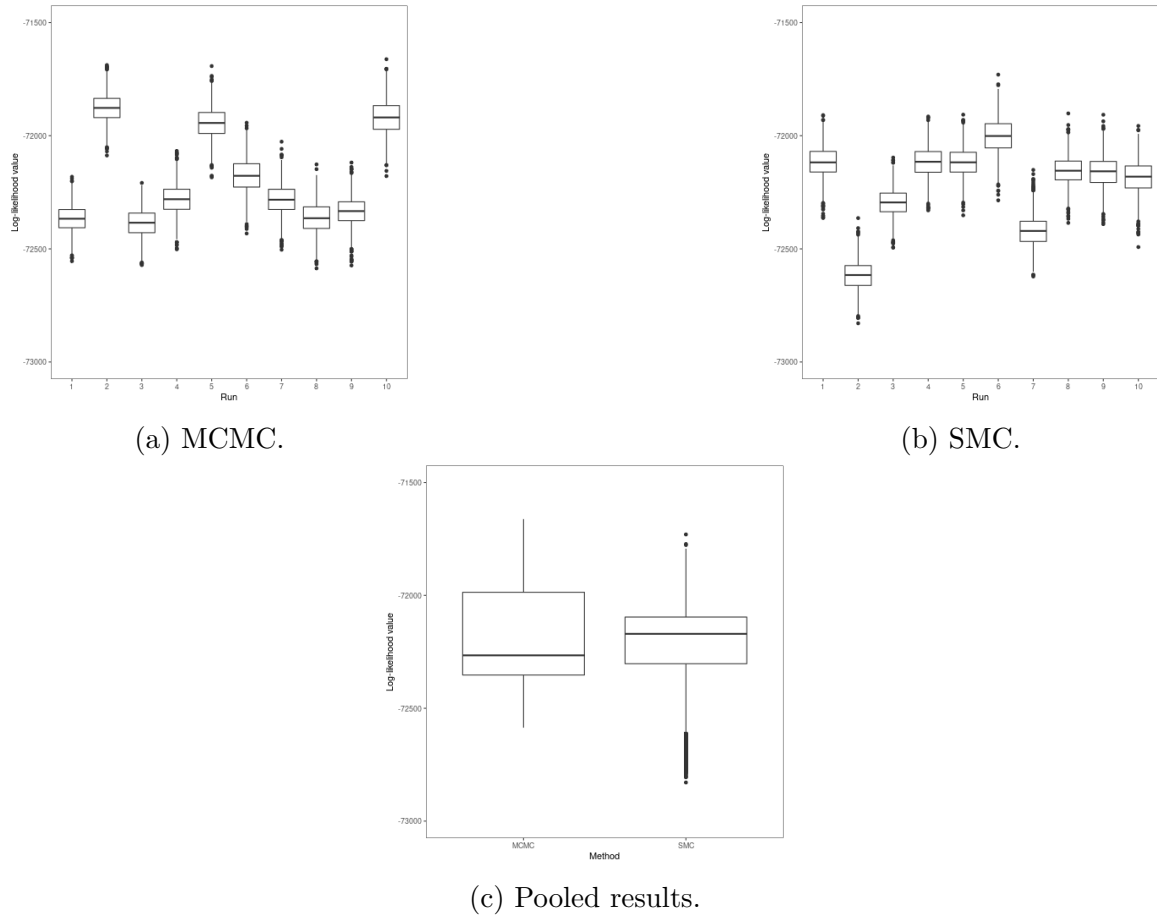 -71500
-72000
-72500
-73000
Log-likelihood value
1 2 3 4 5 6 7 8 9 10
Run
(a) MCMC.
-71500
-72000
-72500
-73000
Log-likelihood value
1 2 3 4 5 6 7 8 9 10
Run
(b) SMC.
-71500
-72000
-72500
-73000
Log-likelihood value
MCMC SMC
Method
(c) Pooled results.